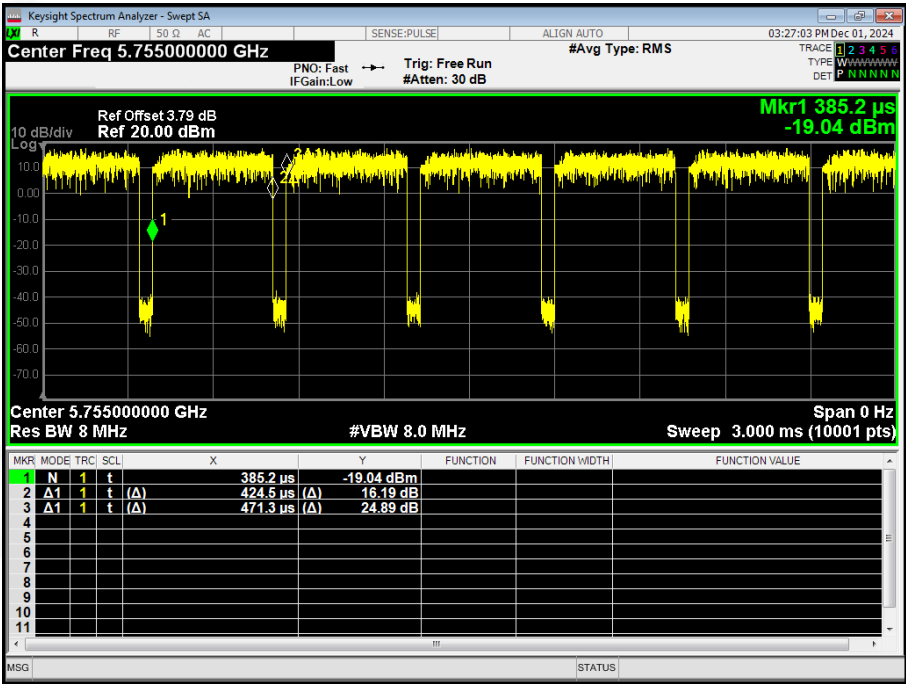 Keysight Spectrum Analyzer - Swept SA
LXI R RF 50 Ω AC SENSE:PULSE ALIGN AUTO 03:27:03 PM Dec 01, 2024
Center Freq 5.755000000 GHz #Avg Type: RMS TRACE 1 2 3 4 5 6
PNO: Fast Trig: Free Run TYPE WWWWWW
IFGain:Low #Atten: 30 dB DET P N N N N N
Mkr1 385.2 µs
Ref Offset 3.79 dB
10 dB/div Ref 20.00 dBm -19.04 dBm
Log
10.0
0.00
-10.0
-20.0
-30.0
-40.0
-50.0
-60.0
-70.0
3Δ1
2Δ1
1
Center 5.755000000 GHz Span 0 Hz
Res BW 8 MHz #VBW 8.0 MHz Sweep 3.000 ms (10001 pts)
MKR MODE TRC SCL X Y FUNCTION FUNCTION WIDTH FUNCTION VALUE
1 N 1 t 385.2 µs -19.04 dBm
2 Δ1 1 t (Δ) 424.5 µs (Δ) 16.19 dB
3 Δ1 1 t (Δ) 471.3 µs (Δ) 24.89 dB
4
5
6
7
8
9
10
11
MSG STATUS